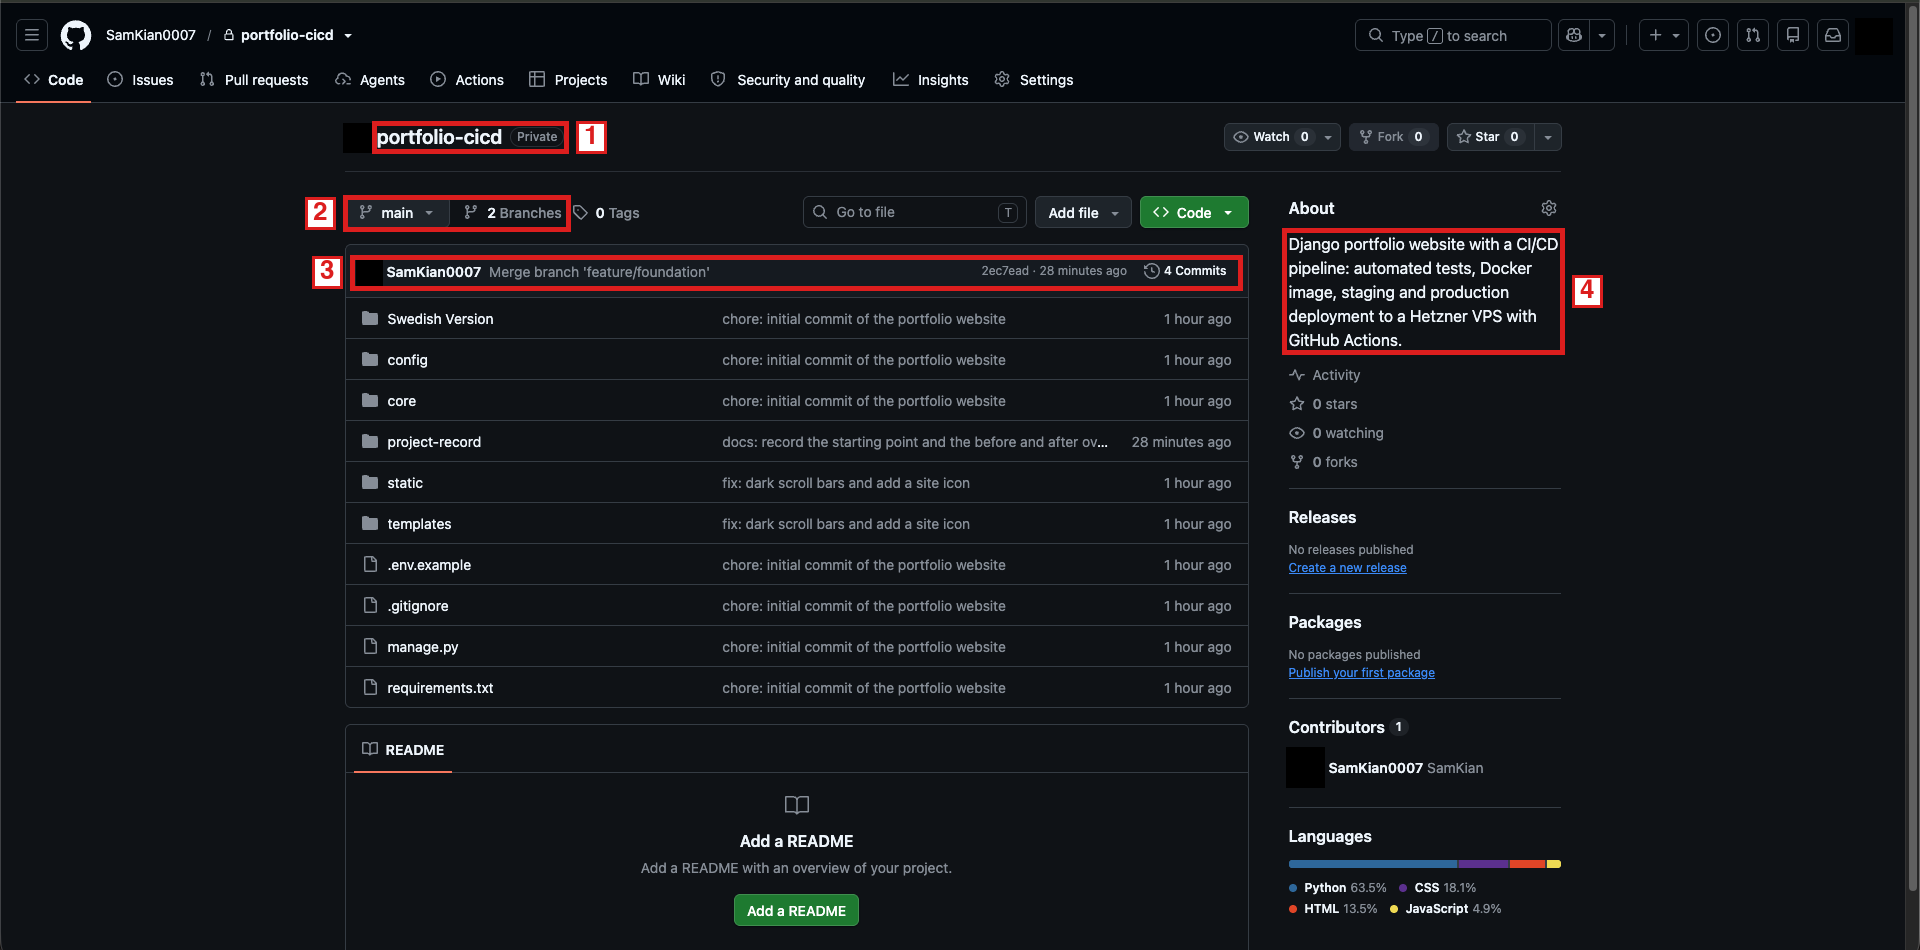 SamKian0007 / portfolio-cicd
Type / to search
Code Issues Pull requests Agents Actions Projects Wiki Security and quality Insights Settings
portfolio-cicd Private 1
Watch 0 Fork 0 Star 0
2 main 2 Branches 0 Tags
Go to file T Add file Code
3 SamKian0007 Merge branch 'feature/foundation' 2ec7ead · 28 minutes ago 4 Commits
Swedish Version chore: initial commit of the portfolio website 1 hour ago
config chore: initial commit of the portfolio website 1 hour ago
core chore: initial commit of the portfolio website 1 hour ago
project-record docs: record the starting point and the before and after ov... 28 minutes ago
static fix: dark scroll bars and add a site icon 1 hour ago
templates fix: dark scroll bars and add a site icon 1 hour ago
.env.example chore: initial commit of the portfolio website 1 hour ago
.gitignore chore: initial commit of the portfolio website 1 hour ago
manage.py chore: initial commit of the portfolio website 1 hour ago
requirements.txt chore: initial commit of the portfolio website 1 hour ago
README
Add a README
Add a README with an overview of your project.
Add a README
About
Django portfolio website with a CI/CD
pipeline: automated tests, Docker
image, staging and production
deployment to a Hetzner VPS with
GitHub Actions.
4
Activity
0 stars
0 watching
0 forks
Releases
No releases published
Create a new release
Packages
No packages published
Publish your first package
Contributors 1
SamKian0007 SamKian
Languages
Python 63.5% CSS 18.1%
HTML 13.5% JavaScript 4.9%